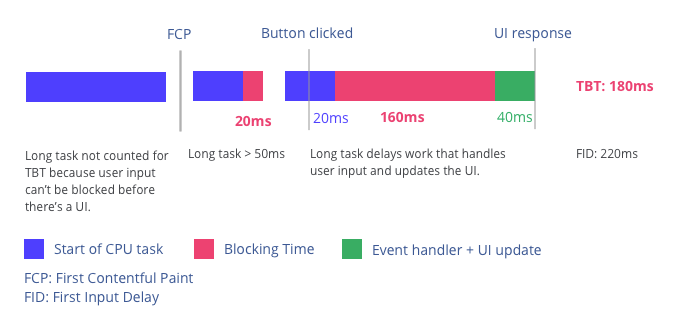 FCP
Button clicked
UI response
TBT: 180ms
20ms
20ms
160ms
40ms
Long task not counted for
TBT because user input
can't be blocked before
there's a UI.
Long task > 50ms
Long task delays work that handles
user input and updates the UI.
FID: 220ms
Start of CPU task
Blocking Time
Event handler + UI update
FCP: First Contentful Paint
FID: First Input Delay